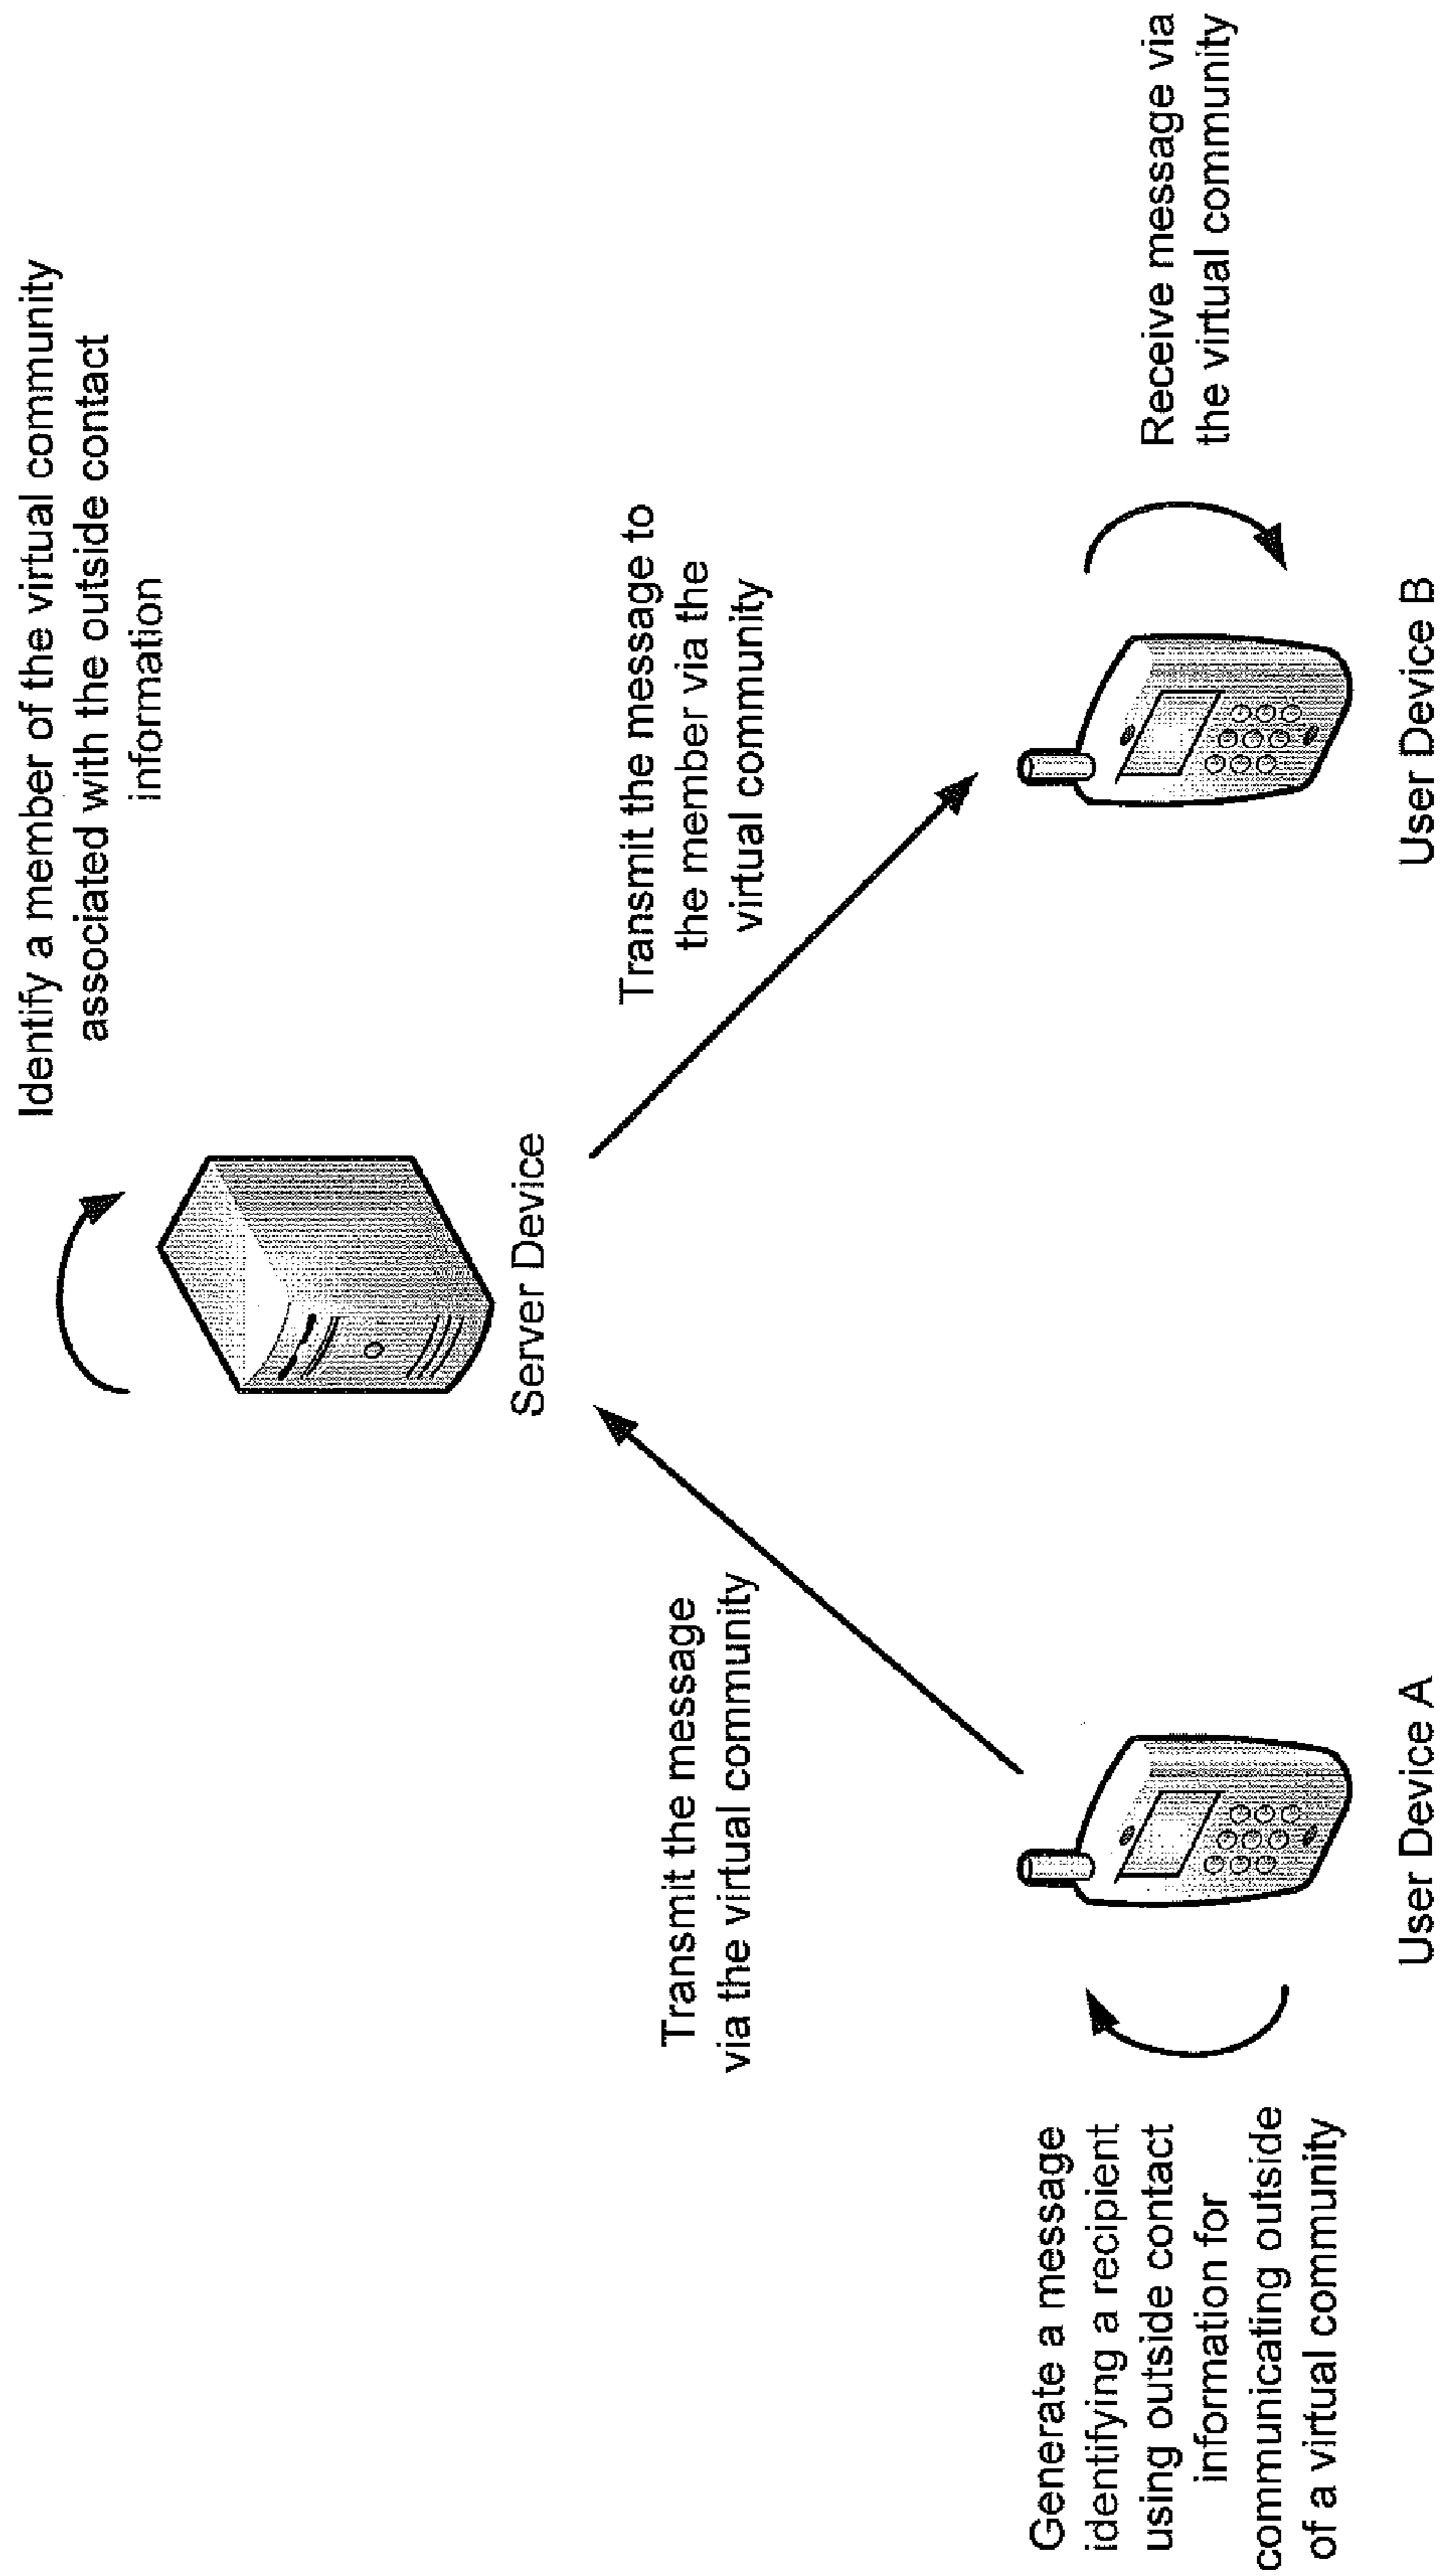 Identify a member of the virtual community
associated with the outside contact
information
Server Device
Transmit the message
via the virtual community
Transmit the message to
the member via the
virtual community
Generate a message
identifying a recipient
using outside contact
information for
communicating outside
of a virtual community
User Device A
Receive message via
the virtual community
User Device B